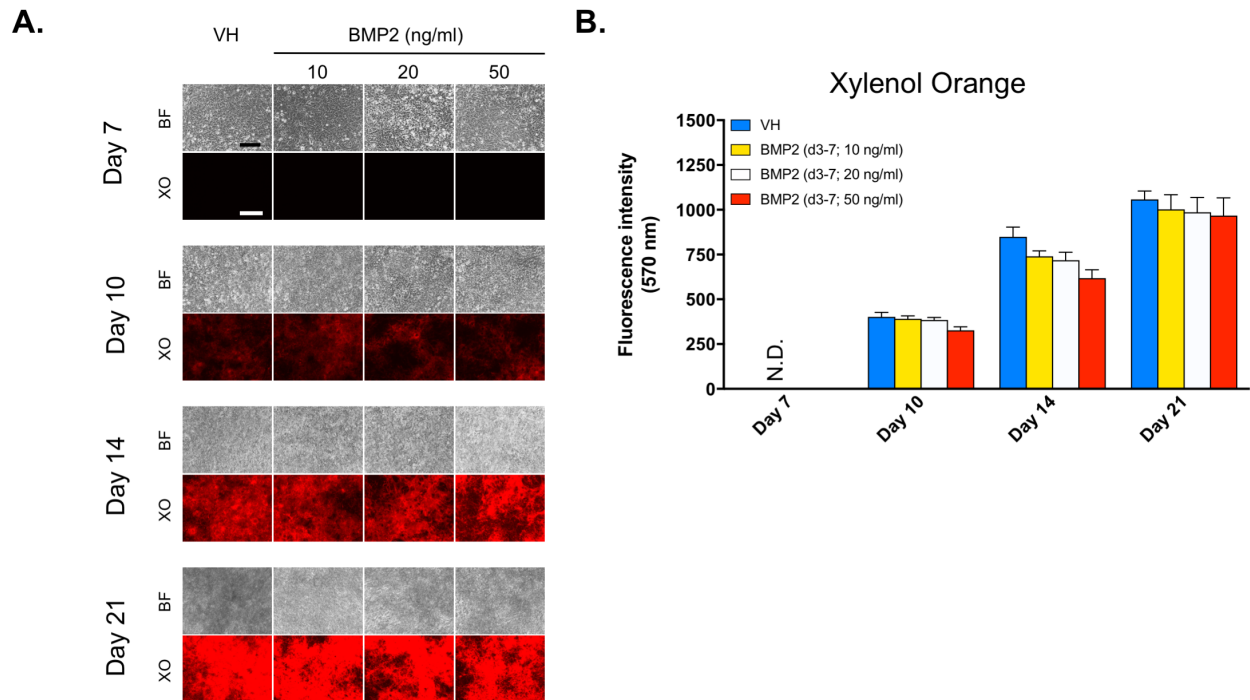 A.
VH
BMP2 (ng/ml)
10
20
50
Day 7
BF
XO
Day 10
BF
XO
Day 14
BF
XO
Day 21
BF
XO
B.
Xylenol Orange
Fluorescence intensity
(570 nm)
1500
1250
1000
750
500
250
0
VH
BMP2 (d3-7; 10 ng/ml)
BMP2 (d3-7; 20 ng/ml)
BMP2 (d3-7; 50 ng/ml)
N.D.
Day 7
Day 10
Day 14
Day 21